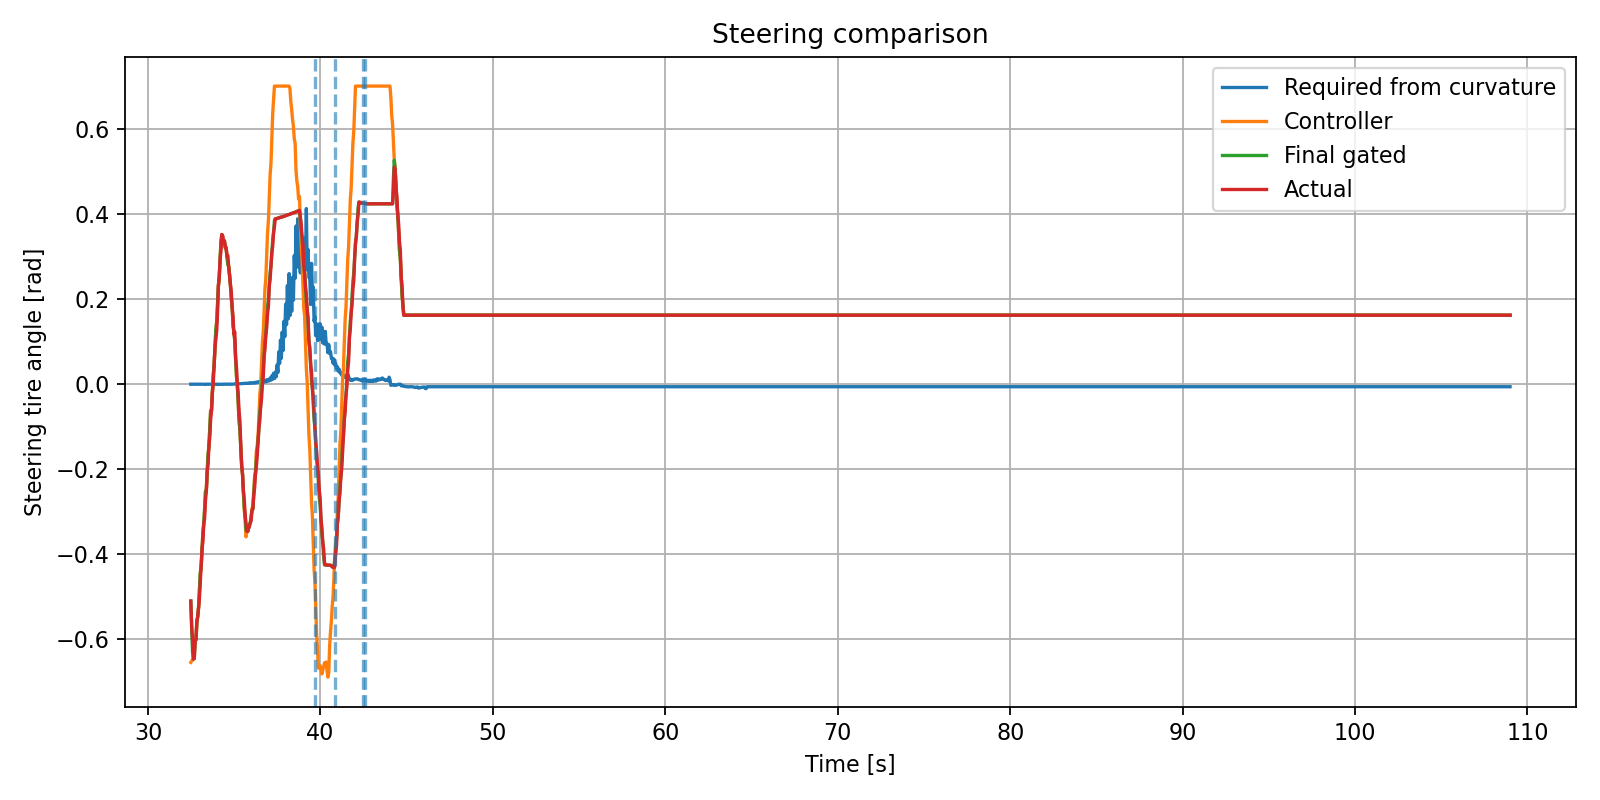 Steering comparison
Required from curvature
Controller
Final gated
Actual
Steering tire angle [rad]
0.6
0.4
0.2
0.0
−0.2
−0.4
−0.6
30 40 50 60 70 80 90 100 110
Time [s]